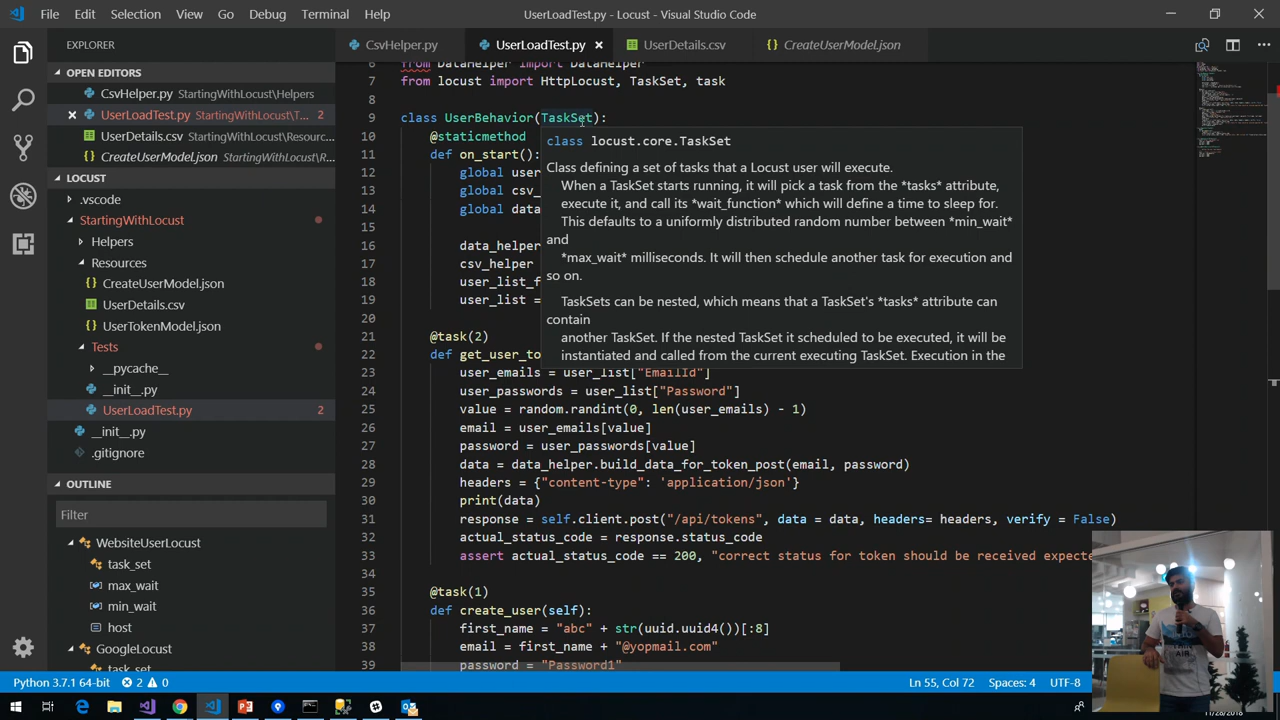 File Edit Selection View Go Debug Terminal Help
UserLoadTest.py - Locust - Visual Studio Code
EXPLORER
OPEN EDITORS
CsvHelper.py StartingWithLocust\Helpers
UserLoadTest.py StartingWithLocust\T... 2
UserDetails.csv StartingWithLocust\Resourc...
CreateUserModel.json StartingWithLocust\R...
LOCUST
.vscode
StartingWithLocust
Helpers
Resources
CreateUserModel.json
UserDetails.csv
UserTokenModel.json
Tests
__pycache__
__init__.py
UserLoadTest.py 2
__init__.py
.gitignore
OUTLINE
Filter
WebsiteUserLocust
task_set
max_wait
min_wait
host
GoogleLocust
task_set
CsvHelper.py UserLoadTest.py UserDetails.csv CreateUserModel.json
6 from DataHelper import DataHelper
7 from locust import HttpLocust, TaskSet, task
8
9 class UserBehavior(TaskSet):
10 @staticmethod
11 def on_start():
12 global user
13 global csv_
14 global data
15
16 data_helper
17 csv_helper
18 user_list_f
19 user_list =
20
21 @task(2)
22 def get_user_to
23 user_emails = user_list["EmailId"]
24 user_passwords = user_list["Password"]
25 value = random.randint(0, len(user_emails) - 1)
26 email = user_emails[value]
27 password = user_passwords[value]
28 data = data_helper.build_data_for_token_post(email, password)
29 headers = {"content-type": 'application/json'}
30 print(data)
31 response = self.client.post("/api/tokens", data = data, headers= headers, verify = False)
32 actual_status_code = response.status_code
33 assert actual_status_code == 200, "correct status for token should be received expecte
34
35 @task(1)
36 def create_user(self):
37 first_name = "abc" + str(uuid.uuid4())[:8]
38 email = first_name + "@yopmail.com"
39 password = "Password1"
class locust.core.TaskSet
Class defining a set of tasks that a Locust user will execute.
When a TaskSet starts running, it will pick a task from the *tasks* attribute,
execute it, and call its *wait_function* which will define a time to sleep for.
This defaults to a uniformly distributed random number between *min_wait*
and
*max_wait* milliseconds. It will then schedule another task for execution and
so on.
TaskSets can be nested, which means that a TaskSet's *tasks* attribute can
contain
another TaskSet. If the nested TaskSet it scheduled to be executed, it will be
instantiated and called from the current executing TaskSet. Execution in the
Python 3.7.1 64-bit 2 0
Ln 55, Col 72 Spaces: 4 UTF-8
11/28/2018